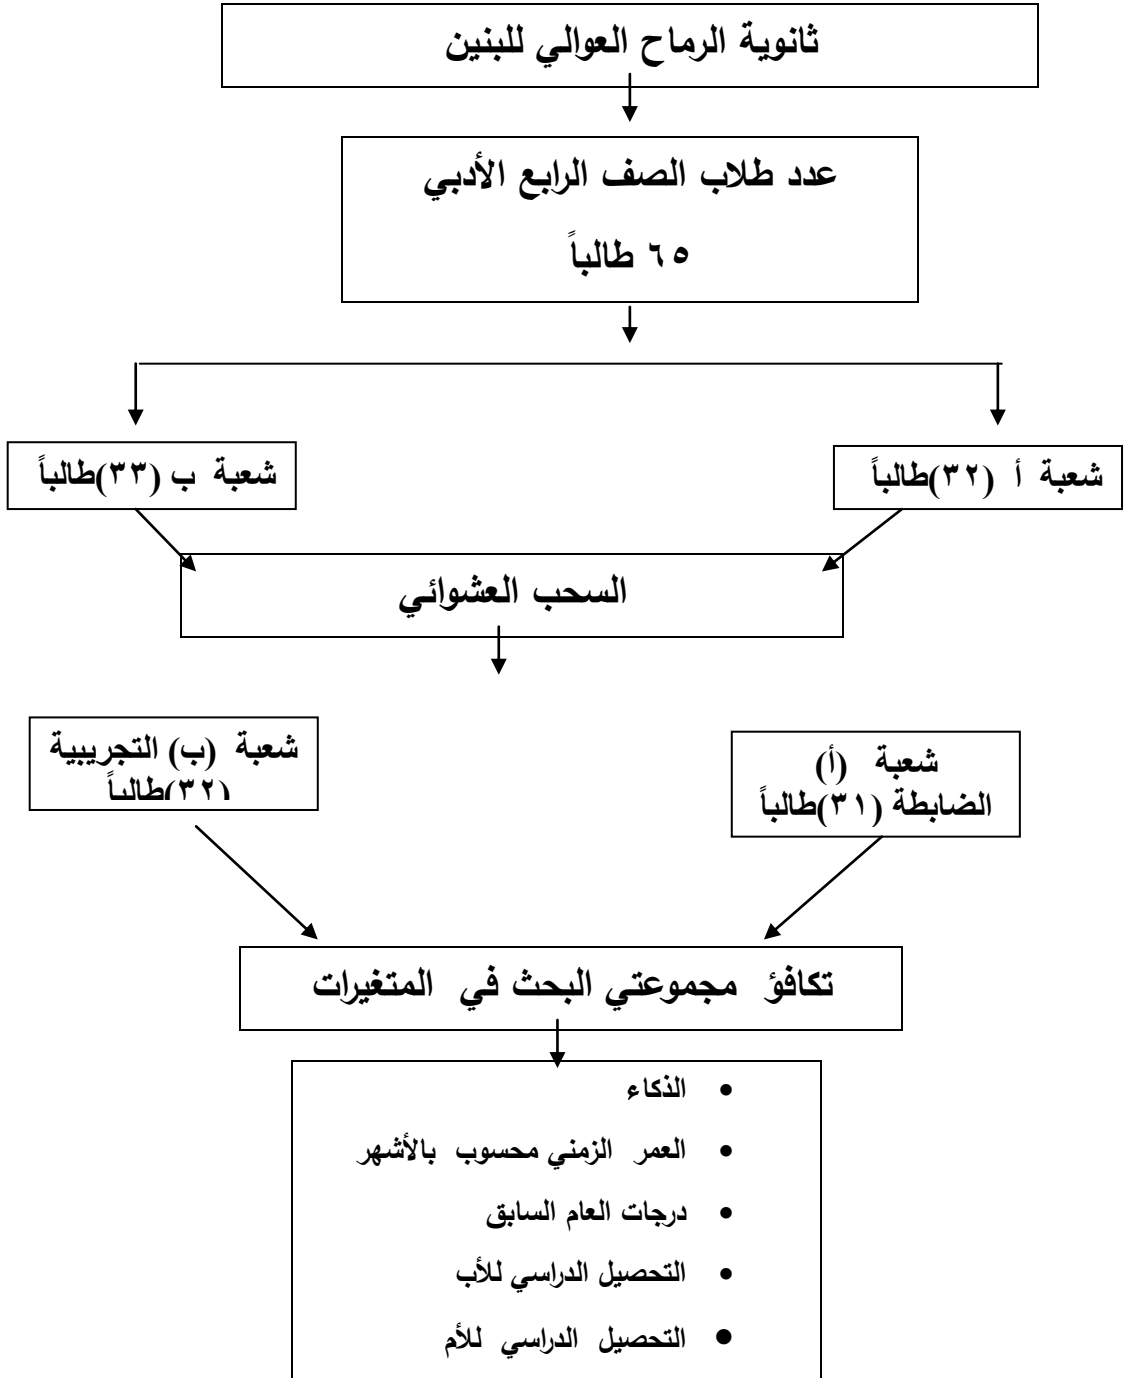 ثانوية الرماح العوالي للبنين
عدد طلاب الصف الرابع الأدبي
٦٥ طالباً
شعبة أ (٣٢)طالباً
شعبة ب (٣٣)طالباً
السحب العشوائي
شعبة (أ)
الضابطة (٣١)طالباً
شعبة (ب) التجريبية
(٣٢)طالباً
تكافؤ مجموعتي البحث في المتغيرات
• الذكاء
• العمر الزمني محسوب بالأشهر
• درجات العام السابق
• التحصيل الدراسي للأب
• التحصيل الدراسي للأم